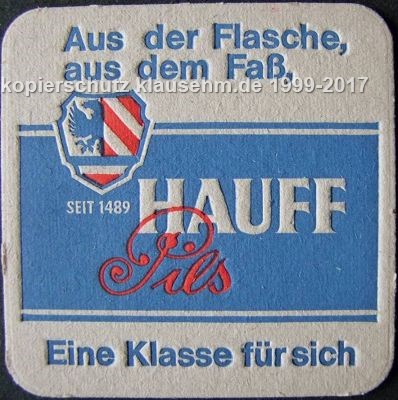 Aus der Flasche,
aus dem Faß,
kopierschutz klausehm.de 1999-2017
SEIT 1489
HAUFF
Pils
Eine Klasse für sich